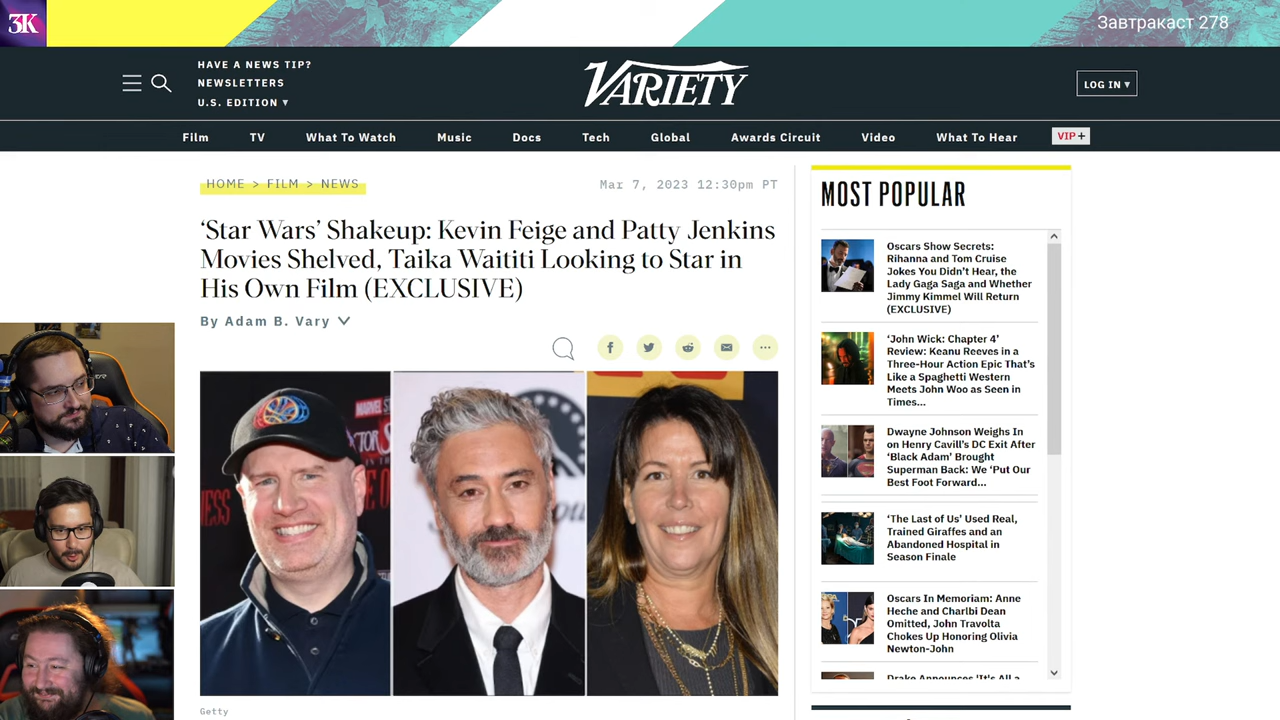 3K
Завтракаст 278
HAVE A NEWS TIP?
NEWSLETTERS
U.S. EDITION ▾
VARIETY
LOG IN ▾
Film TV What To Watch Music Docs Tech Global Awards Circuit Video What To Hear VIP+
HOME > FILM > NEWS
Mar 7, 2023 12:30pm PT
‘Star Wars’ Shakeup: Kevin Feige and Patty Jenkins
Movies Shelved, Taika Waititi Looking to Star in
His Own Film (EXCLUSIVE)
By Adam B. Vary
MARVEL
Getty
MOST POPULAR
Oscars Show Secrets:
Rihanna and Tom Cruise
Jokes You Didn’t Hear, the
Lady Gaga Saga and Whether
Jimmy Kimmel Will Return
(EXCLUSIVE)
‘John Wick: Chapter 4’
Review: Keanu Reeves in a
Three-Hour Action Epic That’s
Like a Spaghetti Western
Meets John Woo as Seen in
Times...
Dwayne Johnson Weighs In
on Henry Cavill’s DC Exit After
‘Black Adam’ Brought
Superman Back: We ‘Put Our
Best Foot Forward...
‘The Last of Us’ Used Real,
Trained Giraffes and an
Abandoned Hospital in
Season Finale
Oscars In Memoriam: Anne
Heche and Charlbi Dean
Omitted, John Travolta
Chokes Up Honoring Olivia
Newton-John
Drake Announces ‘It’s All a